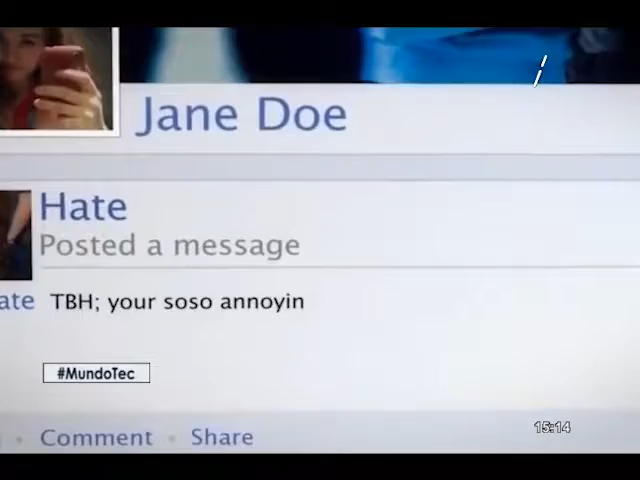 Jane Doe
Hate
Posted a message
ate TBH; your soso annoyin
#MundoTec
Comment Share
15:14